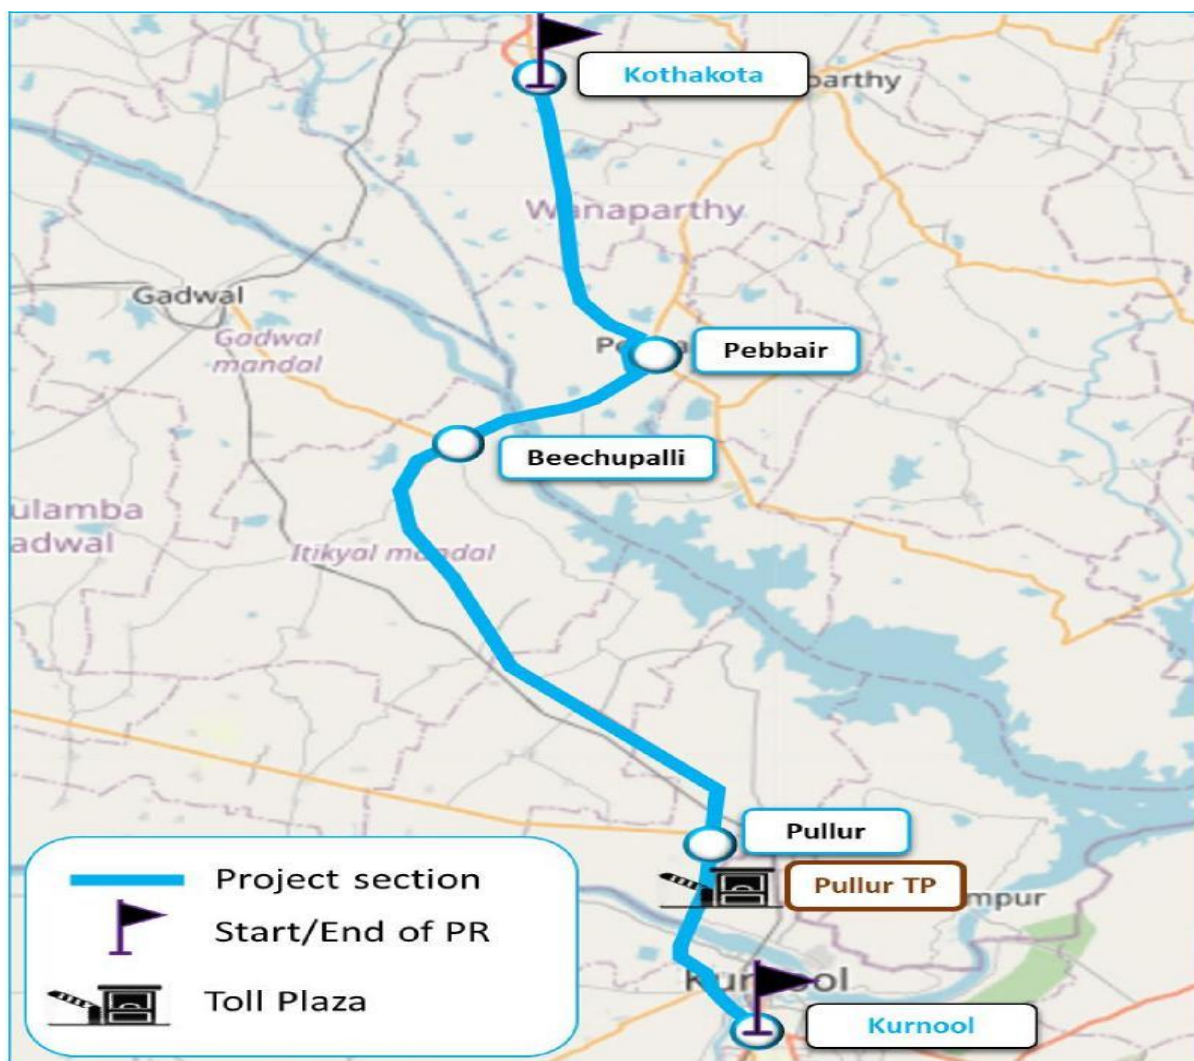 Kothakota
parthy
Wanaparthy
Gadwal
Gadwal
mandal
Pebbair
Beechupalli
ulamba
adwal
Itikyal mandal
Pullur
Pullur TP
mpur
Project section
Start/End of PR
Toll Plaza
Kurnool